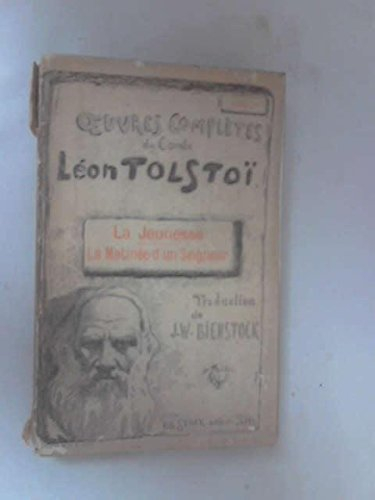 ŒUVRES COMPLÈTES
du Comte
Léon TOLSTOÏ
La Jeunesse
La Matinée d'un Seigneur
Traduction
de
J.W. BIENSTOCK